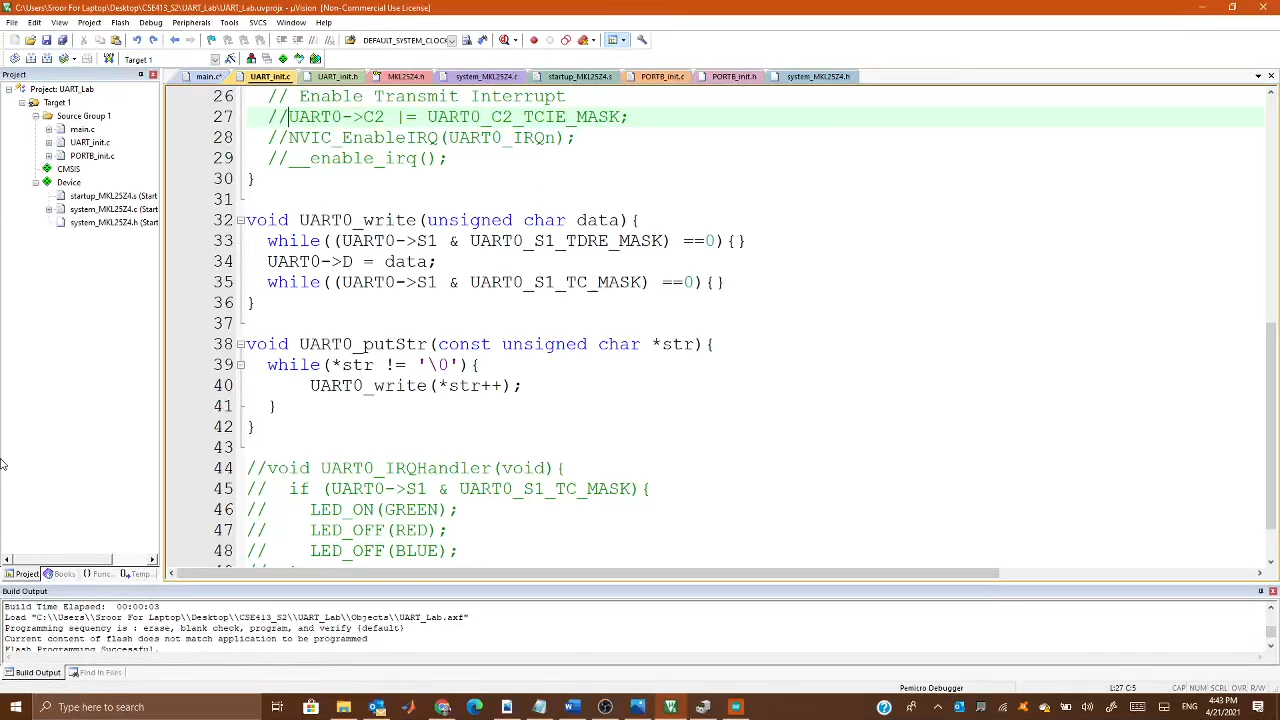 C:\Users\Sroor For Laptop\Desktop\CSE413_S2\UART_Lab\UART_Lab.uvprojx - µVision  (Non-Commercial Use License)
File Edit View Project Flash Debug Peripherals Tools SVCS Window Help
DEFAULT_SYSTEM_CLOCK
Target 1
Project
main.c* UART_init.c UART_init.h MKL25Z4.h system_MKL25Z4.c startup_MKL25Z4.s PORTB_init.c PORTB_init.h system_MKL25Z4.h
Project: UART_Lab
Target 1
Source Group 1
main.c
UART_init.c
PORTB_init.c
CMSIS
Device
startup_MKL25Z4.s (Start
system_MKL25Z4.c (Start
system_MKL25Z4.h (Start
26 // Enable Transmit Interrupt
27 //UART0->C2 |= UART0_C2_TCIE_MASK;
28 //NVIC_EnableIRQ(UART0_IRQn);
29 //__enable_irq();
30 }
31
32 void UART0_write(unsigned char data){
33 while((UART0->S1 & UART0_S1_TDRE_MASK) ==0){}
34 UART0->D = data;
35 while((UART0->S1 & UART0_S1_TC_MASK) ==0){}
36 }
37
38 void UART0_putStr(const unsigned char *str){
39 while(*str != '\0'){
40 UART0_write(*str++);
41 }
42 }
43
44 //void UART0_IRQHandler(void){
45 // if (UART0->S1 & UART0_S1_TC_MASK){
46 // LED_ON(GREEN);
47 // LED_OFF(RED);
48 // LED_OFF(BLUE);
Project Books {} Func... Temp...
Build Output
Build Time Elapsed:  00:00:03
Load "C:\\Users\\Sroor For Laptop\\Desktop\\CSE413_S2\\UART_Lab\\Objects\\UART_Lab.axf"
Programming sequency is : erase, blank check, program, and verify {default}
Current content of flash does not match application to be programmed
Flash Programming Successful.
Build Output Find In Files
Pemicro Debugger L:27 C:5 CAP NUM SCRL OVR R/W
Type here to search
4:43 PM
4/21/2021